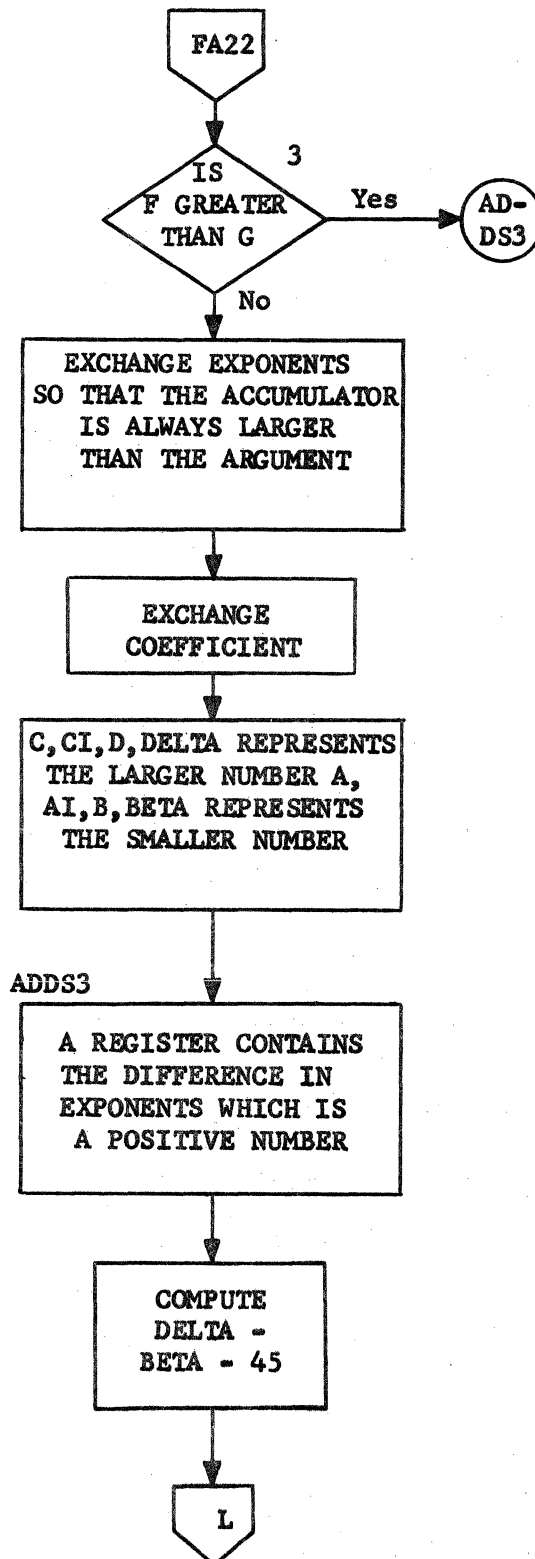 FA22
3
IS
F GREATER
THAN G
Yes
AD-
DS3
No
EXCHANGE EXPONENTS
SO THAT THE ACCUMULATOR
IS ALWAYS LARGER
THAN THE ARGUMENT
EXCHANGE
COEFFICIENT
C,CI,D,DELTA REPRESENTS
THE LARGER NUMBER A,
AI,B,BETA REPRESENTS
THE SMALLER NUMBER
ADDS3
A REGISTER CONTAINS
THE DIFFERENCE IN
EXPONENTS WHICH IS
A POSITIVE NUMBER
COMPUTE
DELTA -
BETA - 45
L